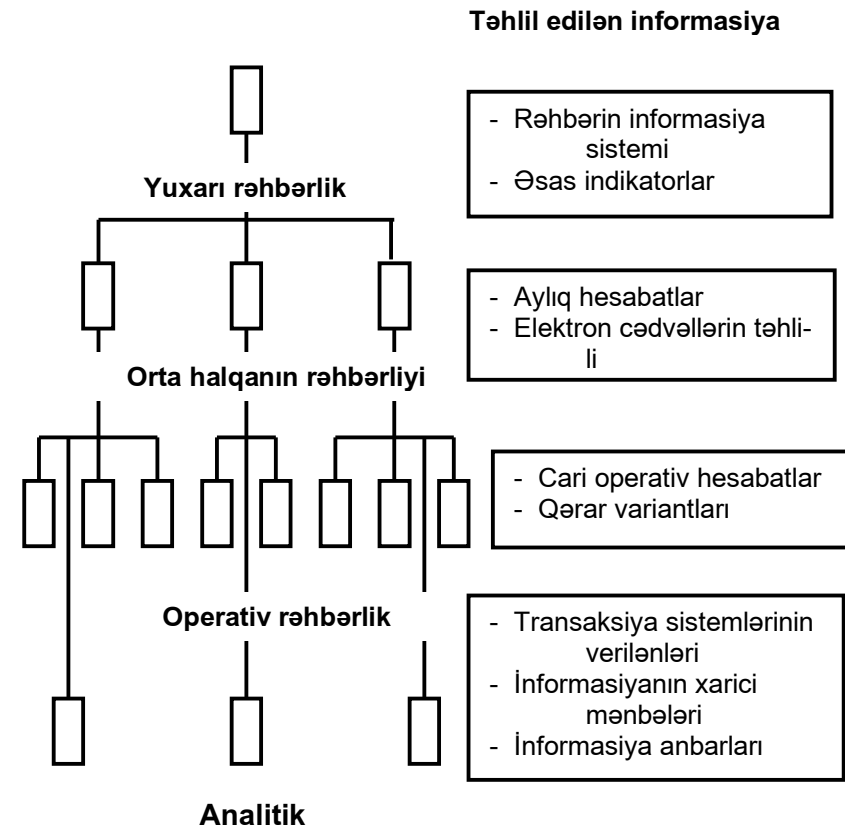 Təhlil edilən informasiya
- Rəhbərin informasiya
sistemi
- Əsas indikatorlar
Yuxarı rəhbərlik
- Aylıq hesabatlar
- Elektron cədvəllərin təhli-
li
Orta halqanın rəhbərliyi
- Cari operativ hesabatlar
- Qərar variantları
Operativ rəhbərlik
- Transaksiya sistemlərinin
verilənləri
- İnformasiyanın xarici
mənbələri
- İnformasiya anbarları
Analitik